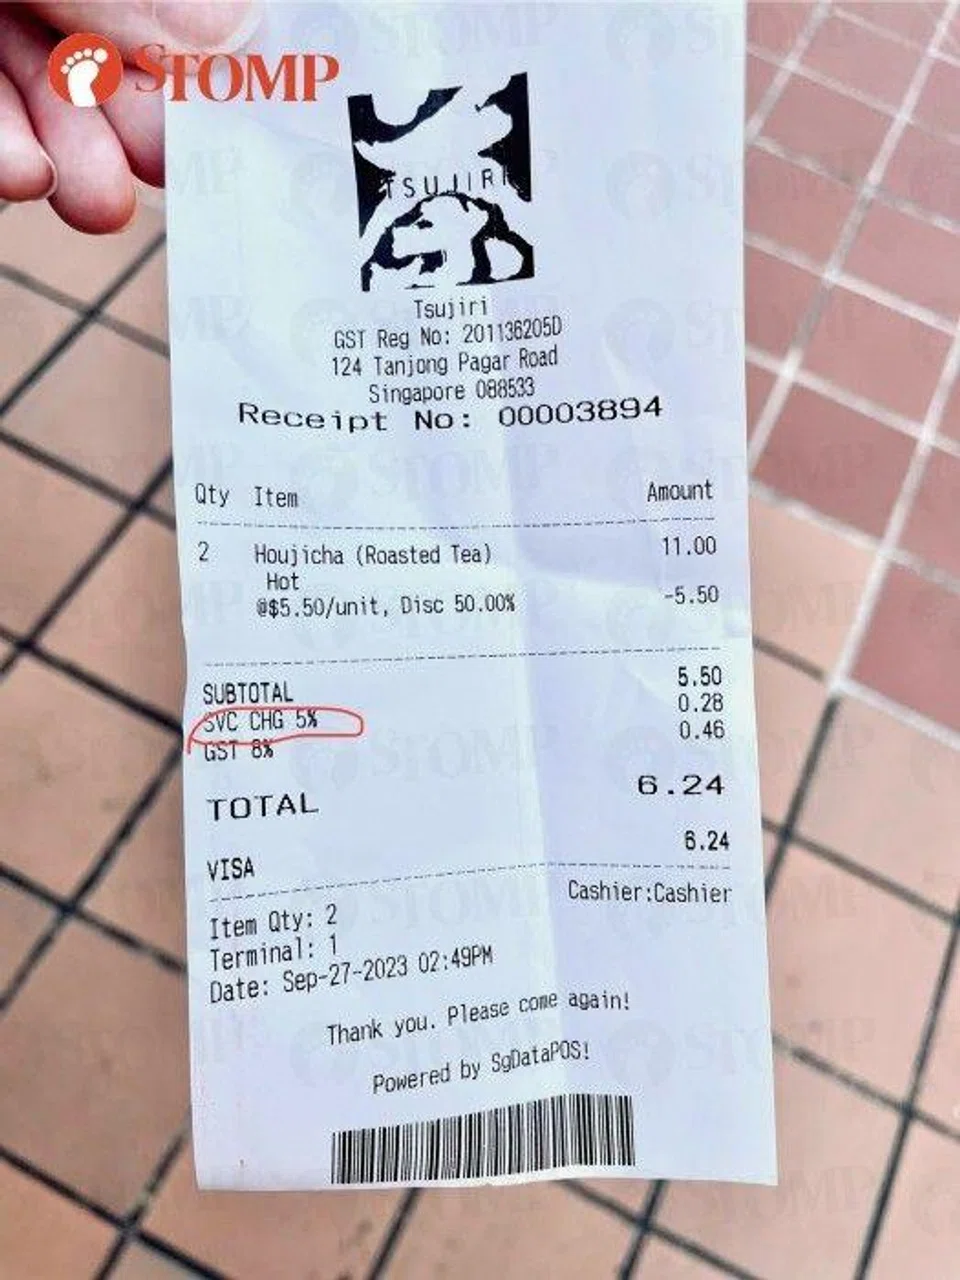 STOMP
TSUJIRI
Tsujiri
GST Reg No: 201136205D
124 Tanjong Pagar Road
Singapore 088533
Receipt No: 00003894
Qty Item Amount
2 Houjicha (Roasted Tea) 11.00
Hot
@$5.50/unit, Disc 50.00% -5.50
SUBTOTAL 5.50
SVC CHG 5% 0.28
GST 8% 0.46
TOTAL 6.24
VISA 6.24
Cashier:Cashier
Item Qty: 2
Terminal: 1
Date: Sep-27-2023 02:49PM
Thank you. Please come again!
Powered by SgDataPOS!